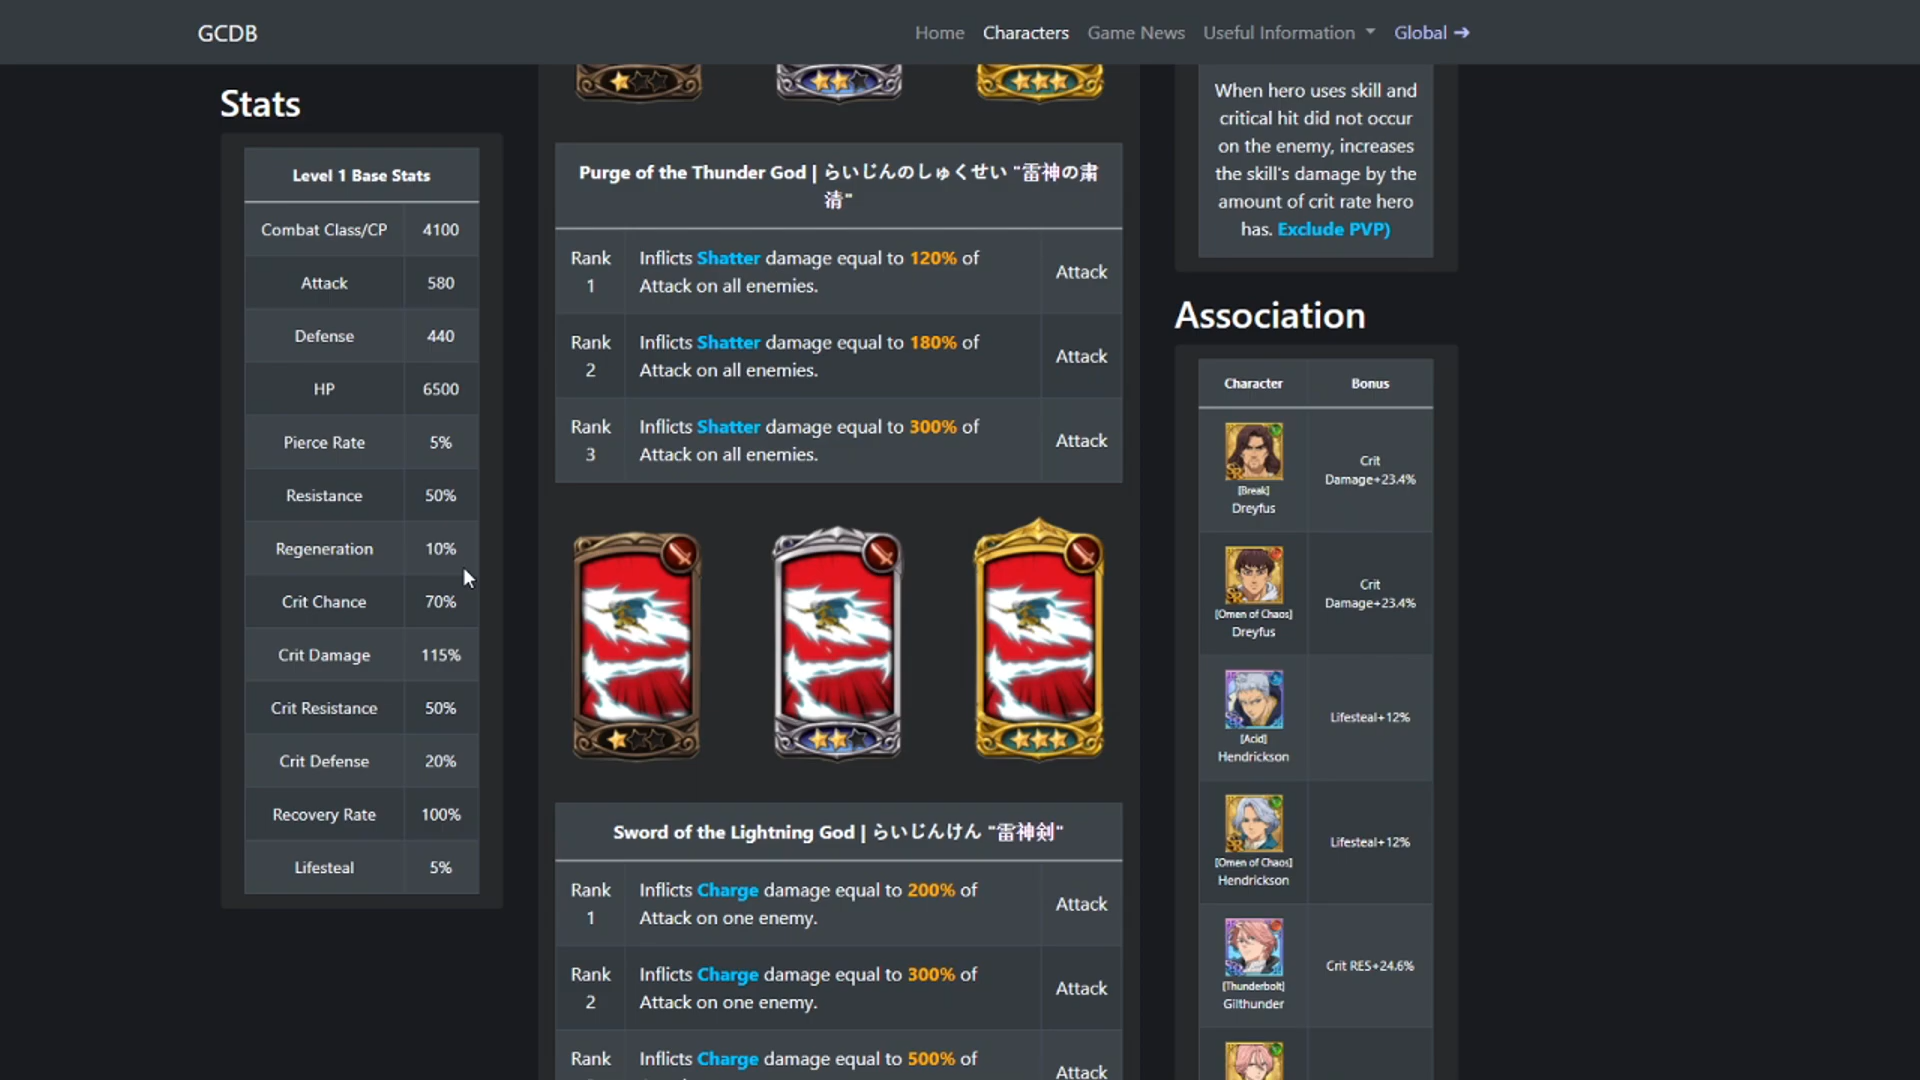 GCDB
Home
Characters
Game News
Useful Information
Global ➔
Stats
Level 1 Base Stats
Combat Class/CP 4100
Attack 580
Defense 440
HP 6500
Pierce Rate 5%
Resistance 50%
Regeneration 10%
Crit Chance 70%
Crit Damage 115%
Crit Resistance 50%
Crit Defense 20%
Recovery Rate 100%
Lifesteal 5%
Purge of the Thunder God | らいじんのしゅくせい "雷神の粛
清"
Rank
1
Inflicts Shatter damage equal to 120% of
Attack on all enemies.
Attack
Rank
2
Inflicts Shatter damage equal to 180% of
Attack on all enemies.
Attack
Rank
3
Inflicts Shatter damage equal to 300% of
Attack on all enemies.
Attack
Sword of the Lightning God | らいじんけん "雷神剣"
Rank
1
Inflicts Charge damage equal to 200% of
Attack on one enemy.
Attack
Rank
2
Inflicts Charge damage equal to 300% of
Attack on one enemy.
Attack
Rank
Inflicts Charge damage equal to 500% of
Attack
When hero uses skill and
critical hit did not occur
on the enemy, increases
the skill's damage by the
amount of crit rate hero
has. Exclude PVP)
Association
Character Bonus
[Break]
Dreyfus
Crit
Damage+23.4%
[Omen of Chaos]
Dreyfus
Crit
Damage+23.4%
[Acid]
Hendrickson
Lifesteal+12%
[Omen of Chaos]
Hendrickson
Lifesteal+12%
[Thunderbolt]
Gilthunder
Crit RES+24.6%